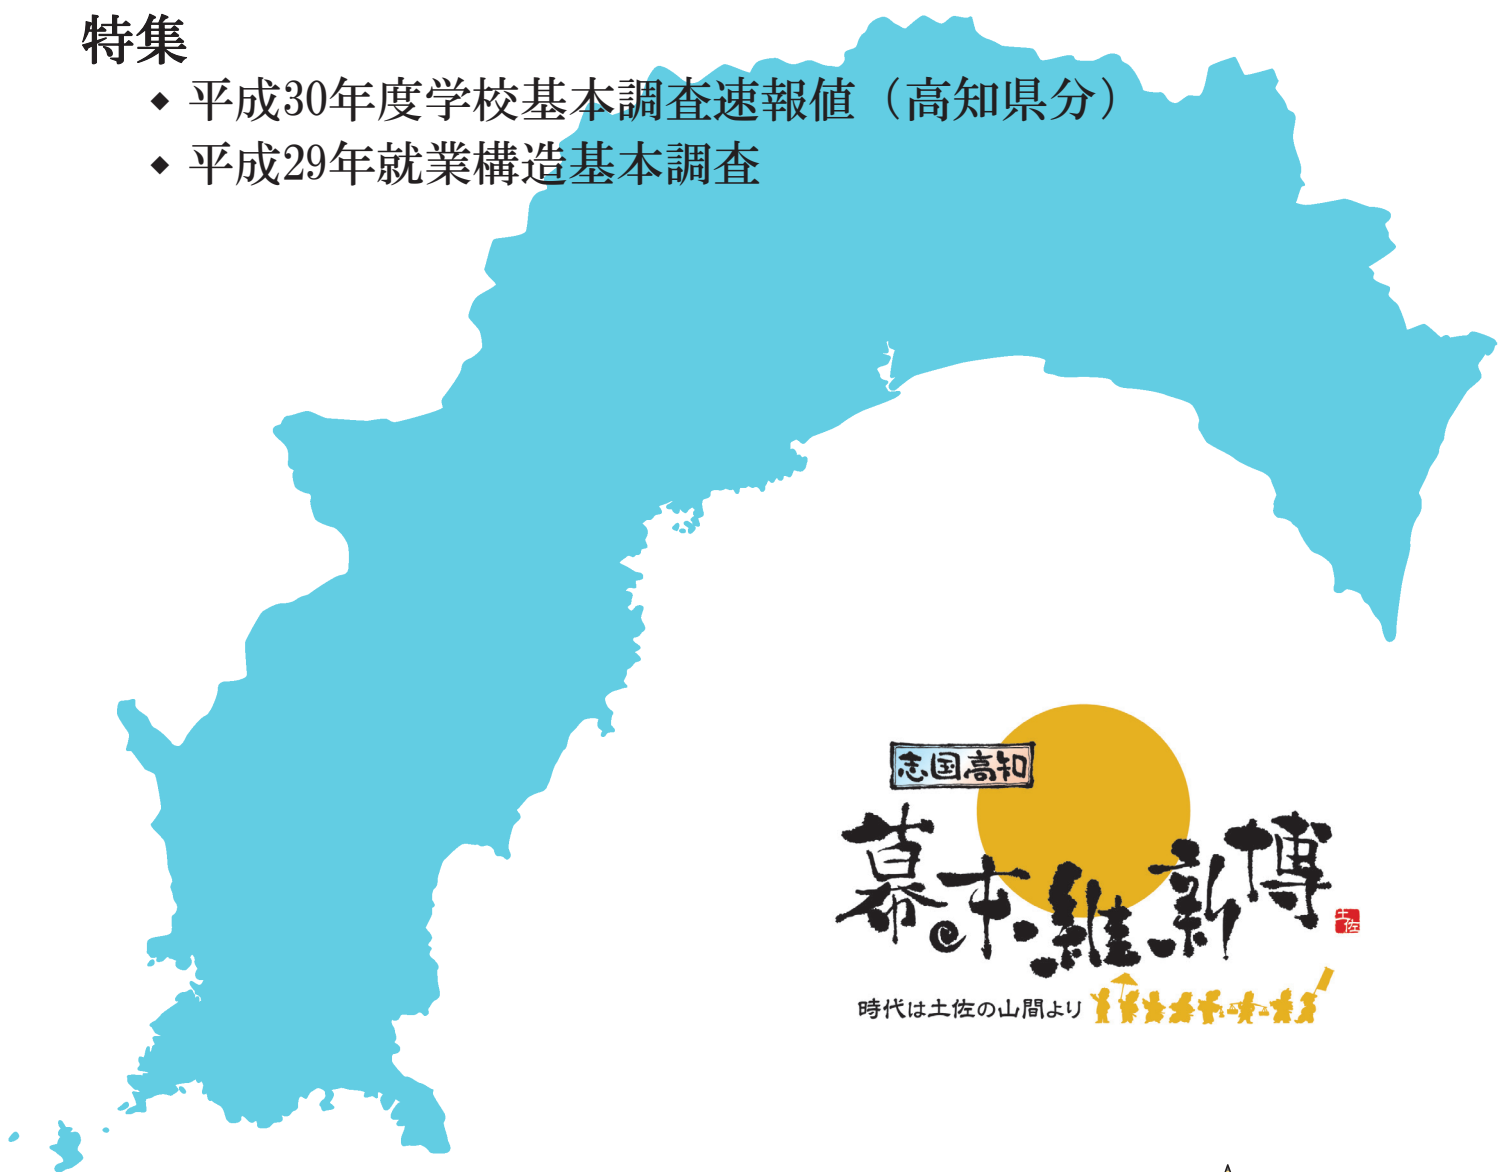 特集
◆ 平成30年度学校基本調査速報値（高知県分）
◆ 平成29年就業構造基本調査
志国高知
幕末維新博
土佐
時代は土佐の山間より